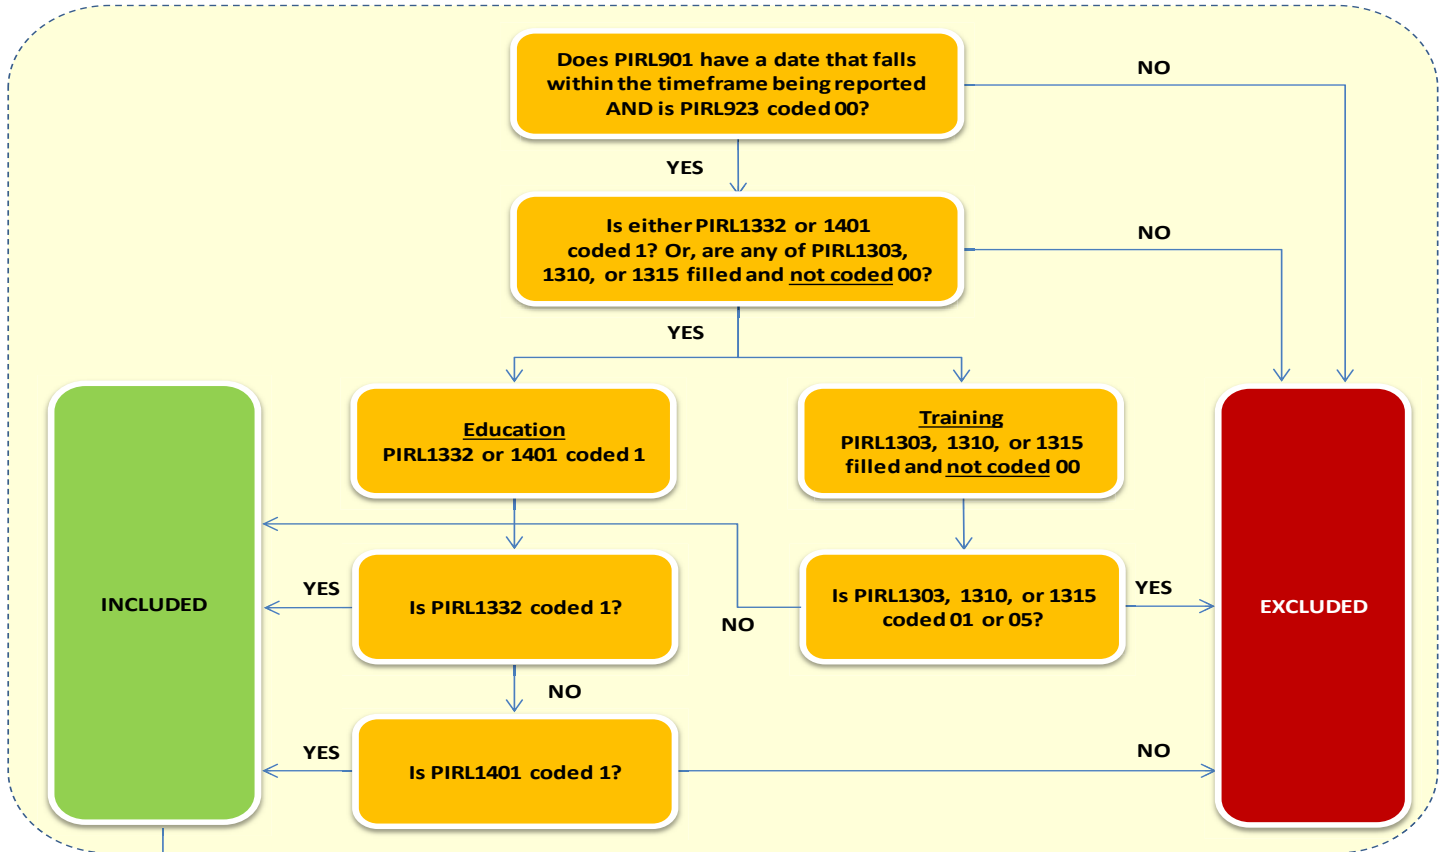 Does PIRL901 have a date that falls
within the timeframe being reported
AND is PIRL923 coded 00?
NO
YES
Is either PIRL1332 or 1401
coded 1? Or, are any of PIRL1303,
1310, or 1315 filled and not coded 00?
NO
YES
Education
PIRL1332 or 1401 coded 1
Training
PIRL1303, 1310, or 1315
filled and not coded 00
INCLUDED
YES
Is PIRL1332 coded 1?
NO
Is PIRL1303, 1310, or 1315
coded 01 or 05?
YES
EXCLUDED
NO
YES
Is PIRL1401 coded 1?
NO